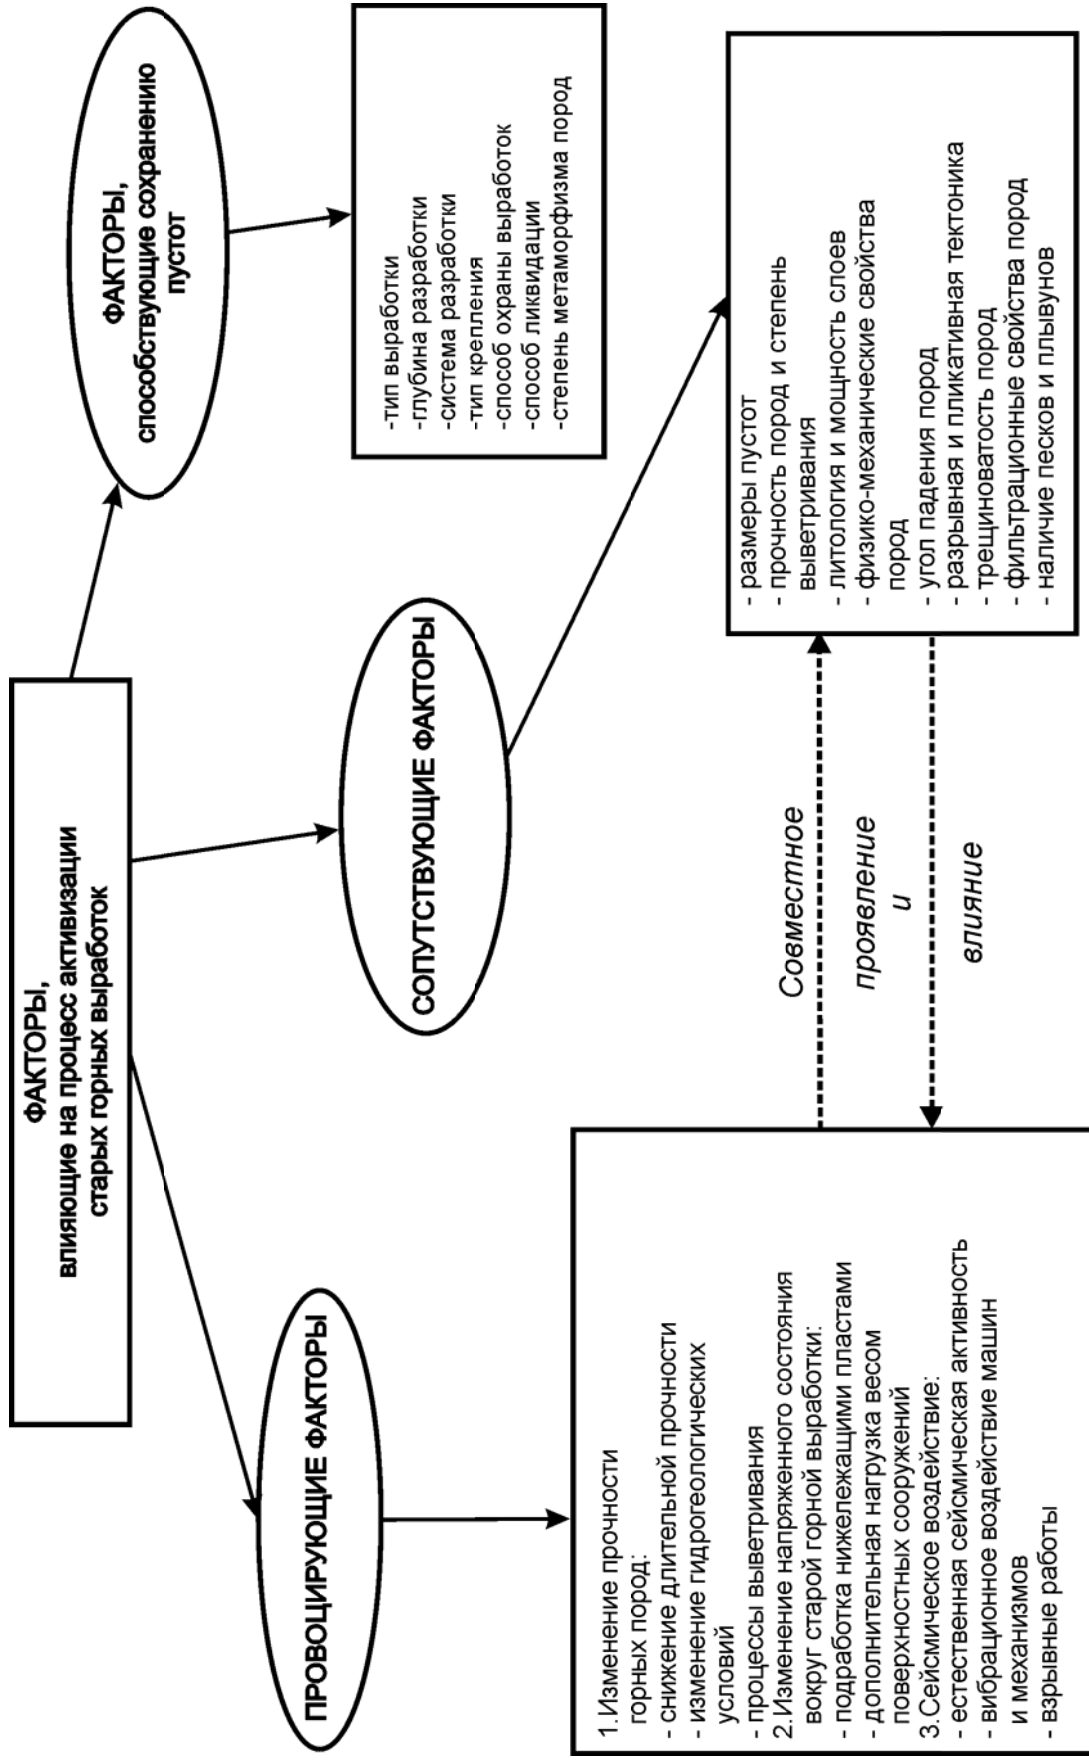 ФАКТОРЫ,
влияющие на процесс активизации
старых горных выработок
ПРОВОЦИРУЮЩИЕ ФАКТОРЫ
СОПУТСТВУЮЩИЕ ФАКТОРЫ
ФАКТОРЫ,
способствующие сохранению
пустот
1.Изменение прочности
горных пород:
- снижение длительной прочности
- изменение гидрогеологических
условий
- процессы выветривания
2.Изменение напряженного состояния
вокруг старой горной выработки:
- подработка нижележащими пластами
- дополнительная нагрузка весом
поверхностных сооружений
3.Сейсмическое воздействие:
- естественная сейсмическая активность
- вибрационное воздействие машин
и механизмов
- взрывные работы
Совместное
проявление
и
влияние
- размеры пустот
- прочность пород и степень
выветривания
- литология и мощность слоев
- физико-механические свойства
пород
- угол падения пород
- разрывная и пликативная тектоника
- трещиноватость пород
- фильтрационные свойства пород
- наличие песков и плывунов
-тип выработки
-глубина разработки
-система разработки
-тип крепления
-способ охраны выработок
-способ ликвидации
-степень метаморфизма пород